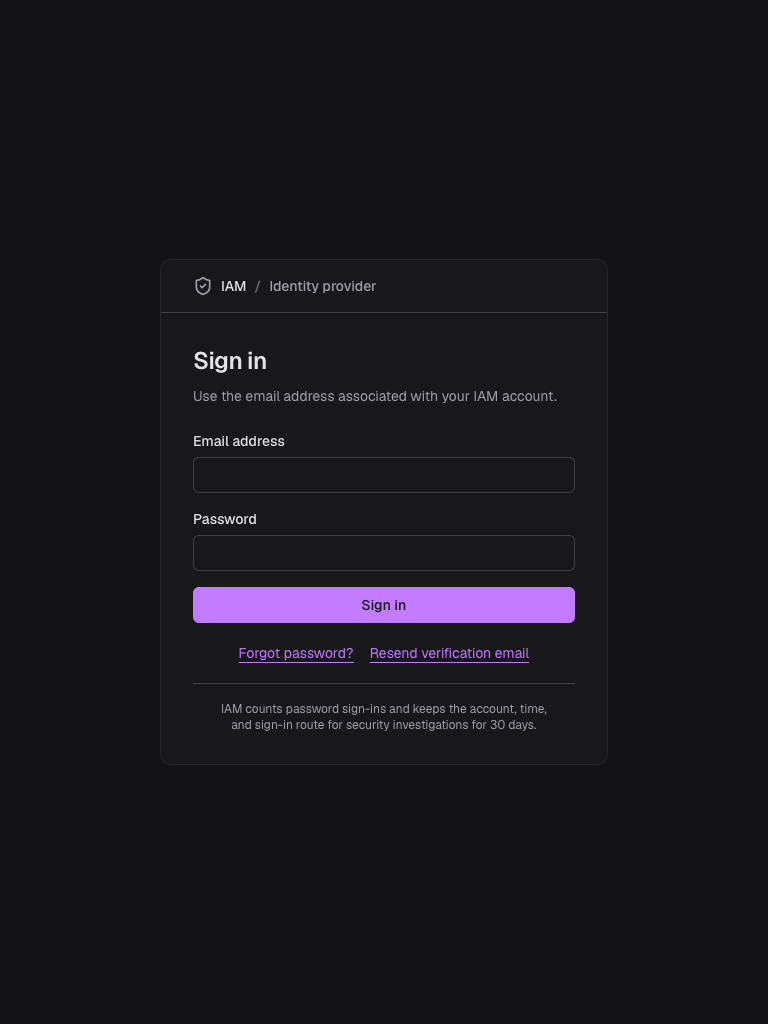 IAM / Identity provider
Sign in
Use the email address associated with your IAM account.
Email address
Password
Sign in
Forgot password? Resend verification email
IAM counts password sign-ins and keeps the account, time,
and sign-in route for security investigations for 30 days.